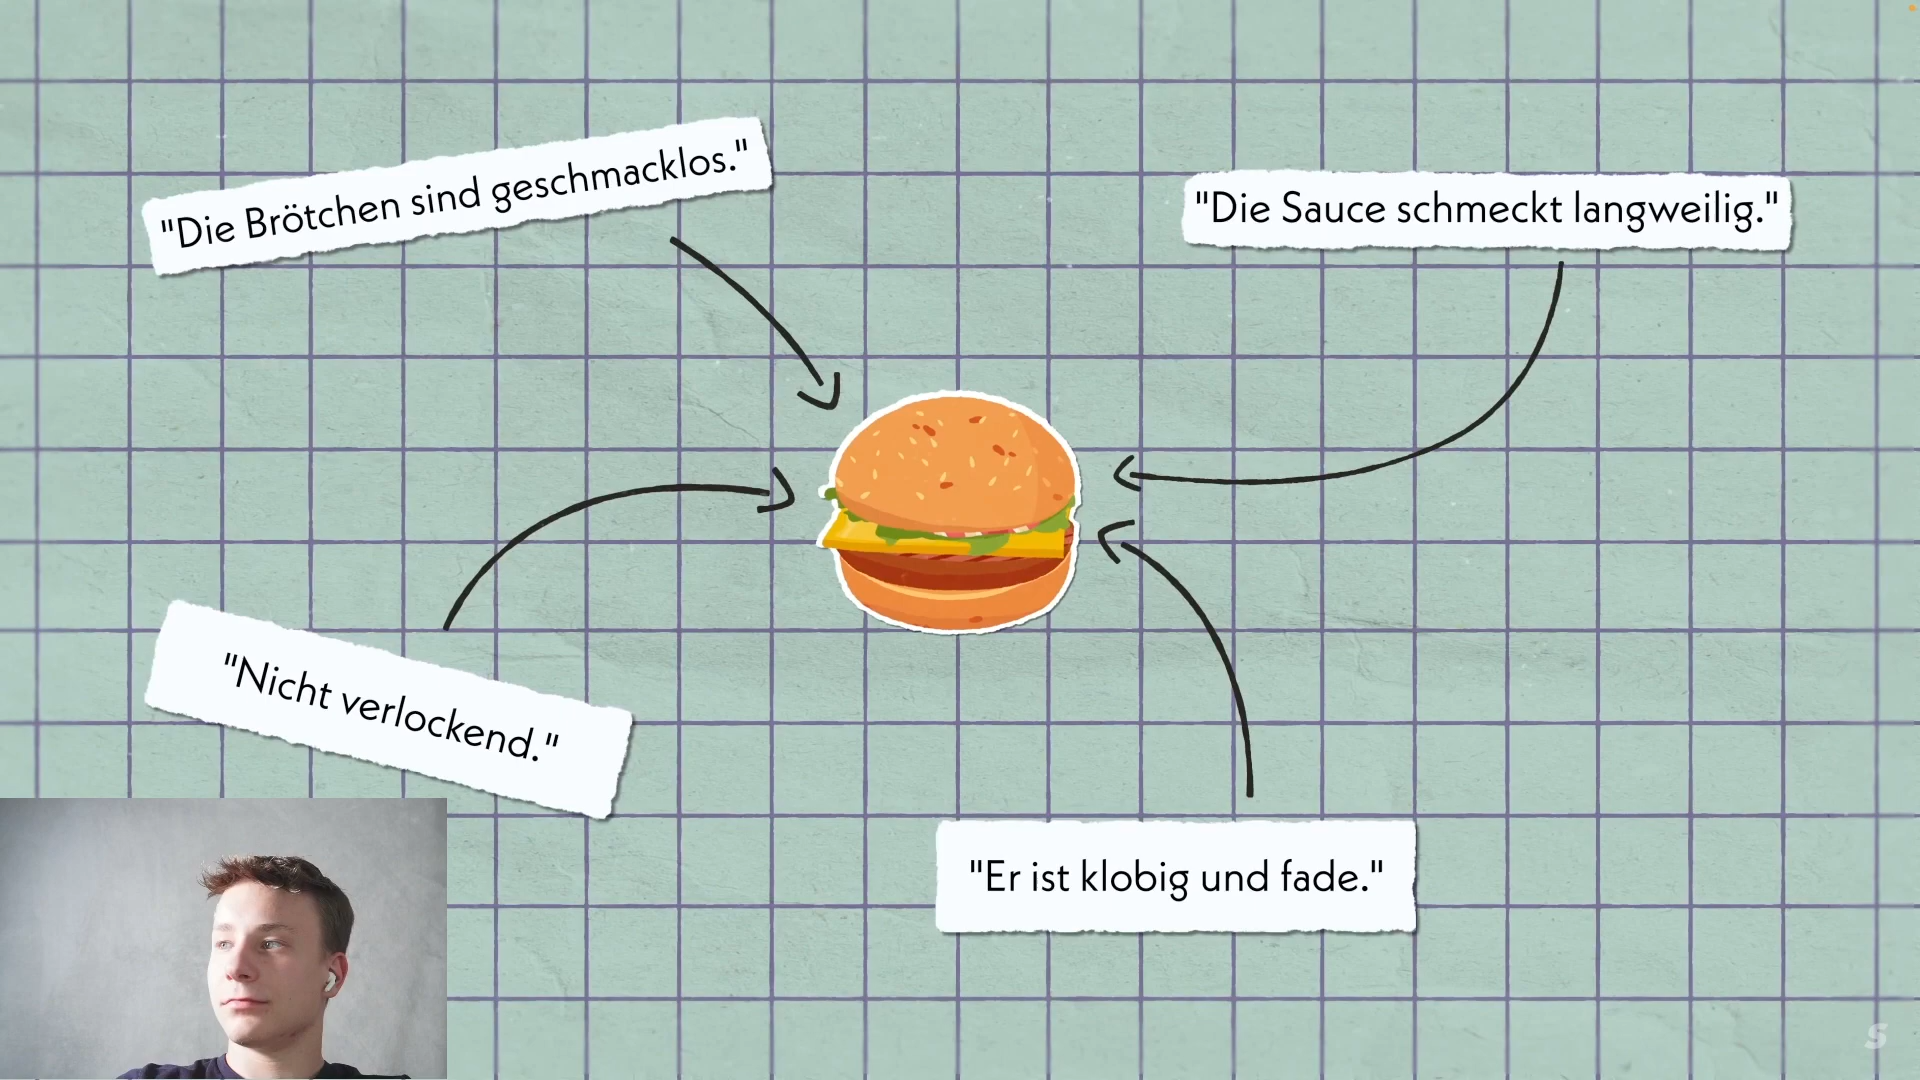 "Die Brötchen sind geschmacklos."
"Die Sauce schmeckt langweilig."
"Nicht verlockend."
"Er ist klobig und fade."
S